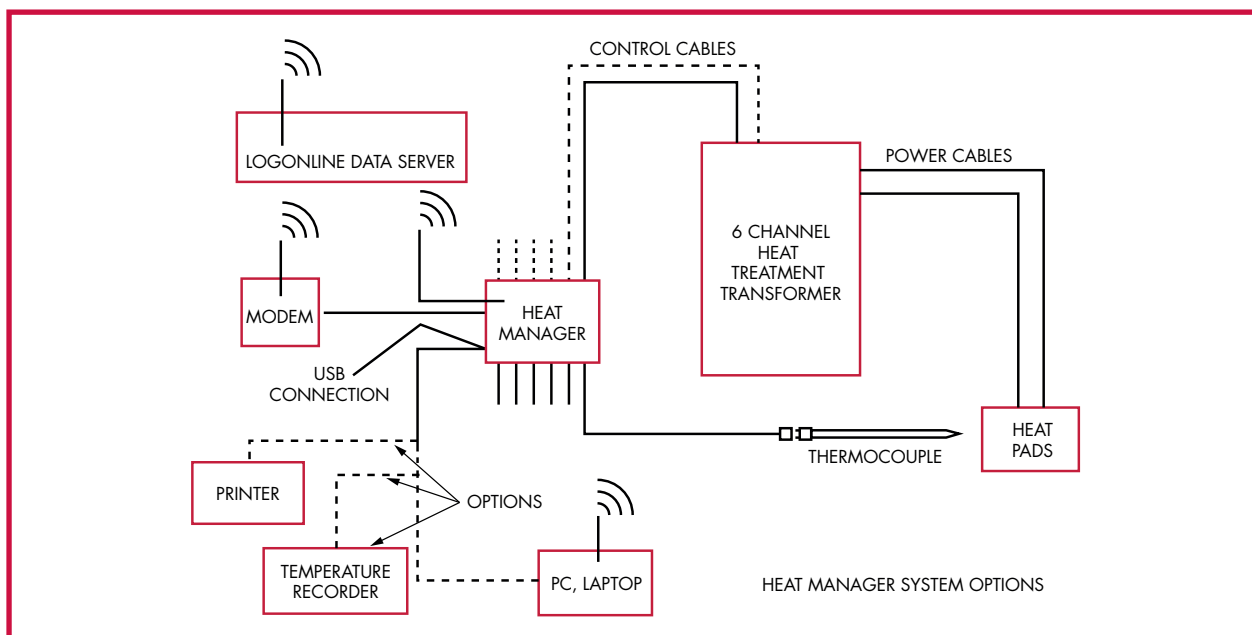 CONTROL CABLES
LOGONLINE DATA SERVER
POWER CABLES
6 CHANNEL
HEAT
TREATMENT
TRANSFORMER
MODEM
HEAT
MANAGER
USB
CONNECTION
HEAT
PADS
THERMOCOUPLE
PRINTER
OPTIONS
TEMPERATURE
RECORDER
PC, LAPTOP
HEAT MANAGER SYSTEM OPTIONS